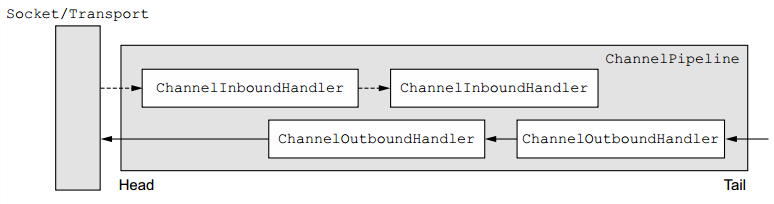 Socket/Transport
ChannelPipeline
ChannelInboundHandler
ChannelInboundHandler
ChannelOutboundHandler
ChannelOutboundHandler
Head
Tail